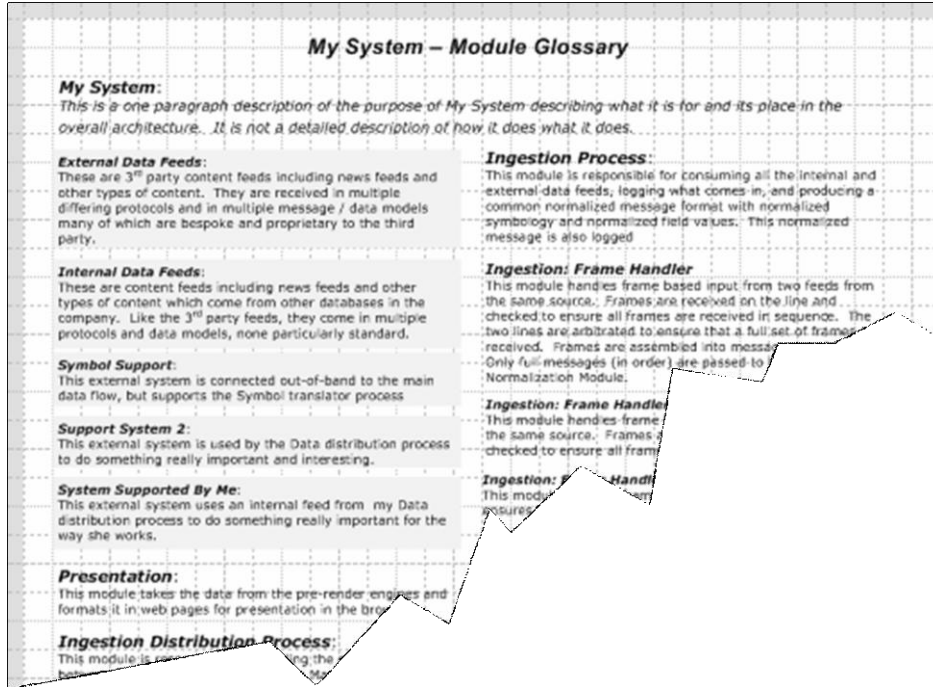 My System – Module Glossary
My System:
This is a one paragraph description of the purpose of My System describing what it is for and its place in the
overall architecture. It is not a detailed description of how it does what it does.
External Data Feeds:
These are 3rd party content feeds including news feeds and
other types of content. They are received in multiple
differing protocols and in multiple message / data models
many of which are bespoke and proprietary to the third
party.
Internal Data Feeds:
These are content feeds including news feeds and other
types of content which come from other databases in the
company. Like the 3rd party feeds, they come in multiple
protocols and data models, none particularly standard.
Symbol Support:
This external system is connected out-of-band to the main
data flow, but supports the Symbol translator process
Support System 2:
This external system is used by the Data distribution process
to do something really important and interesting.
System Supported By Me:
This external system uses an internal feed from my Data
distribution process to do something really important for the
way she works.
Presentation:
This module takes the data from the pre-render engines and
formats it in web pages for presentation in the
Ingestion Distribution Process:
This module is the
Ingestion Process:
This module is responsible for consuming all the internal and
external data feeds, logging what comes in, and producing a
common normalized message format with normalized
symbology and normalized field values. This normalized
message is also logged
Ingestion: Frame Handler
This module handles frame based input from two feeds from
the same source. Frames are received on the line and
checked to ensure all frames are received in sequence. The
two lines are arbitrated to ensure that a full set of frames
received. Frames are assembled into
Only full messages (in order) are passed to
Normalization Module.
Ingestion: Frame Handler
This module handles frame
the same source. Frames
checked to ensure all
Ingestion:
This
ensures